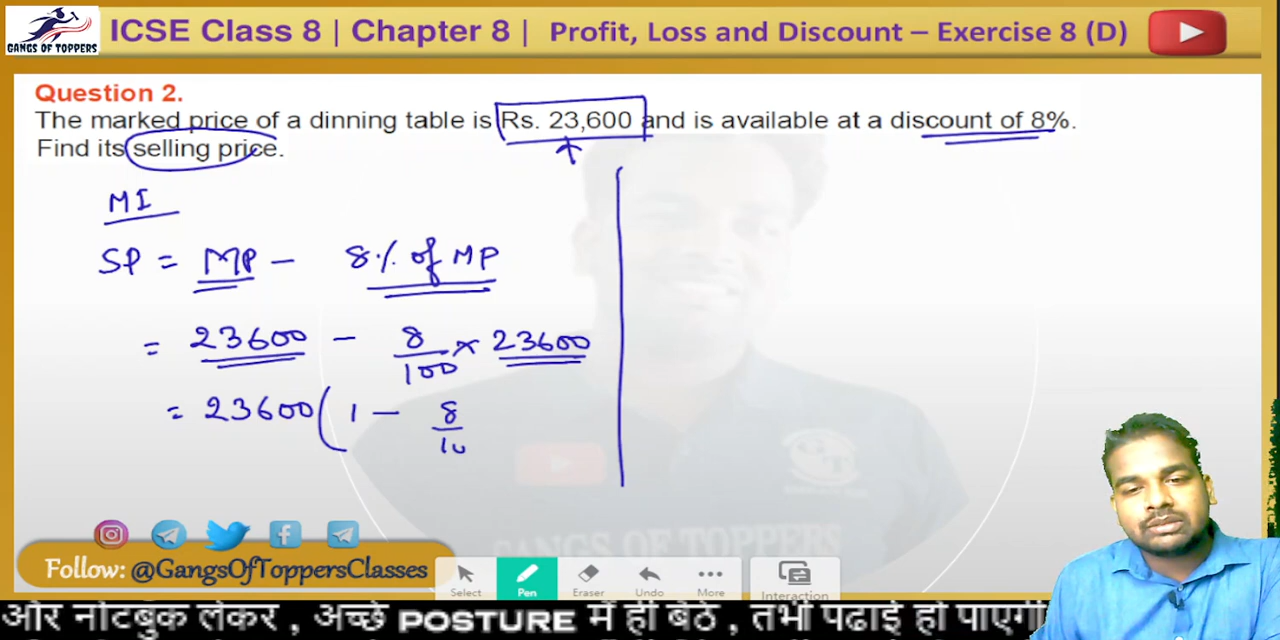 GANGS OF TOPPERS
ICSE Class 8 | Chapter 8 | Profit, Loss and Discount – Exercise 8 (D)
Question 2.
The marked price of a dinning table is Rs. 23,600 and is available at a discount of 8%.
Find its selling price.
MI
SP = MP - 8% of MP
= 23600 - 8/100 × 23600
= 23600 ( 1 - 8/10
GANGS OF TOPPERS
Follow: @GangsOfToppersClasses
Select Pen Eraser Undo More Interaction
और नोटबुक लेकर , अच्छे POSTURE में ही बैठे , तभी पढाई हो पाएगी